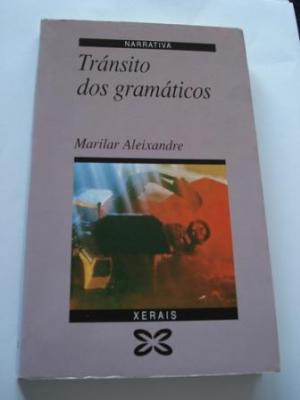 NARRATIVA
Tránsito
dos gramáticos
Marilar Aleixandre
XERAIS